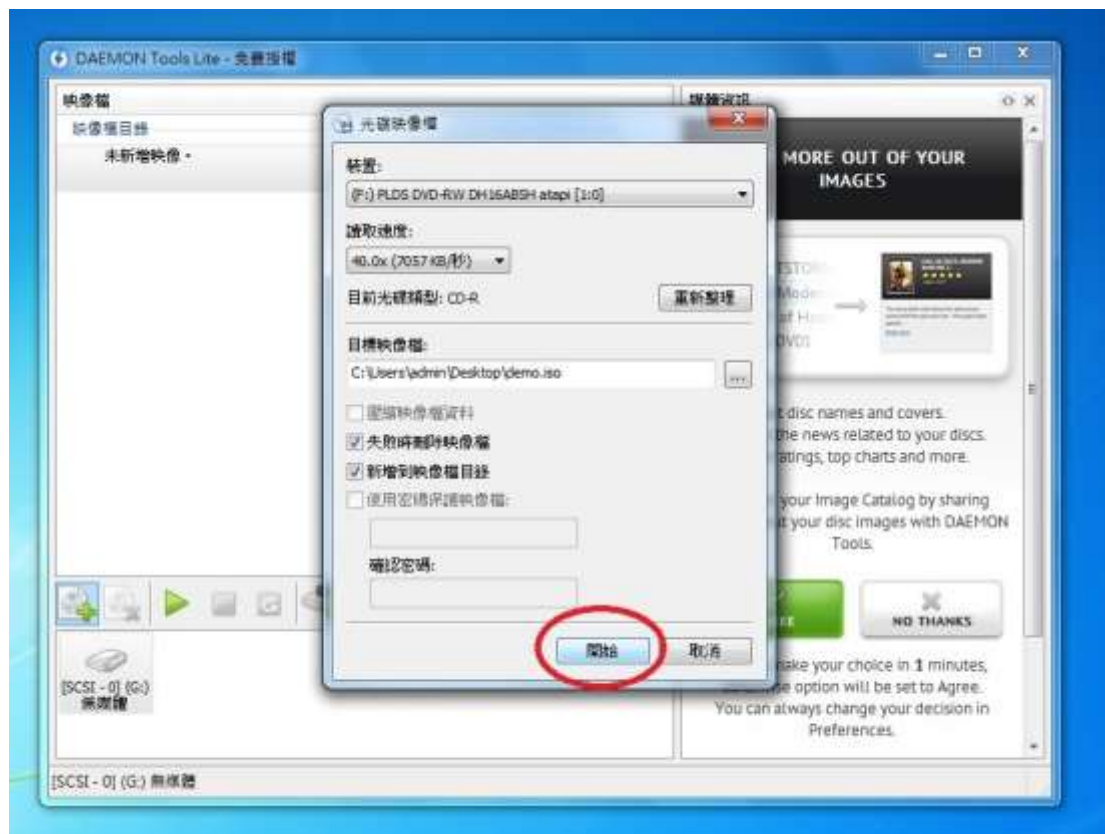 DAEMON Tools Lite - 免費授權
映像檔
媒體資訊
映像檔目錄
未新增映像。
光碟映像檔
裝置:
(F:) PLDS DVD-RW DH16ABSH atapi [1:0]
讀取速度:
40.0x (7057 KB/秒)
目前光碟類型: CD-R
重新整理
目標映像檔:
C:\Users\admin\Desktop\demo.iso
...
壓縮映像檔資料
失敗時刪除映像檔
新增到映像檔目錄
使用密碼保護映像檔:
確認密碼:
開始
取消
MORE OUT OF YOUR
IMAGES
disc names and covers.
the news related to your discs.
ratings, top charts and more.
your Image Catalog by sharing
your disc images with DAEMON
Tools.
NO THANKS
make your choice in 1 minutes,
option will be set to Agree.
You can always change your decision in
Preferences.
[SCSI - 0] (G:)
無媒體
[SCSI - 0] (G:) 無媒體